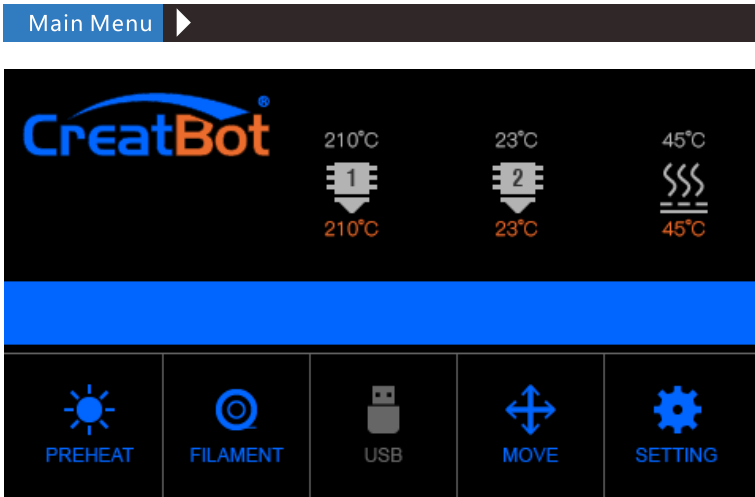 Main Menu
CreatBot®
210°C 23°C 45°C
1 2
210°C 23°C 45°C
PREHEAT FILAMENT USB MOVE SETTING